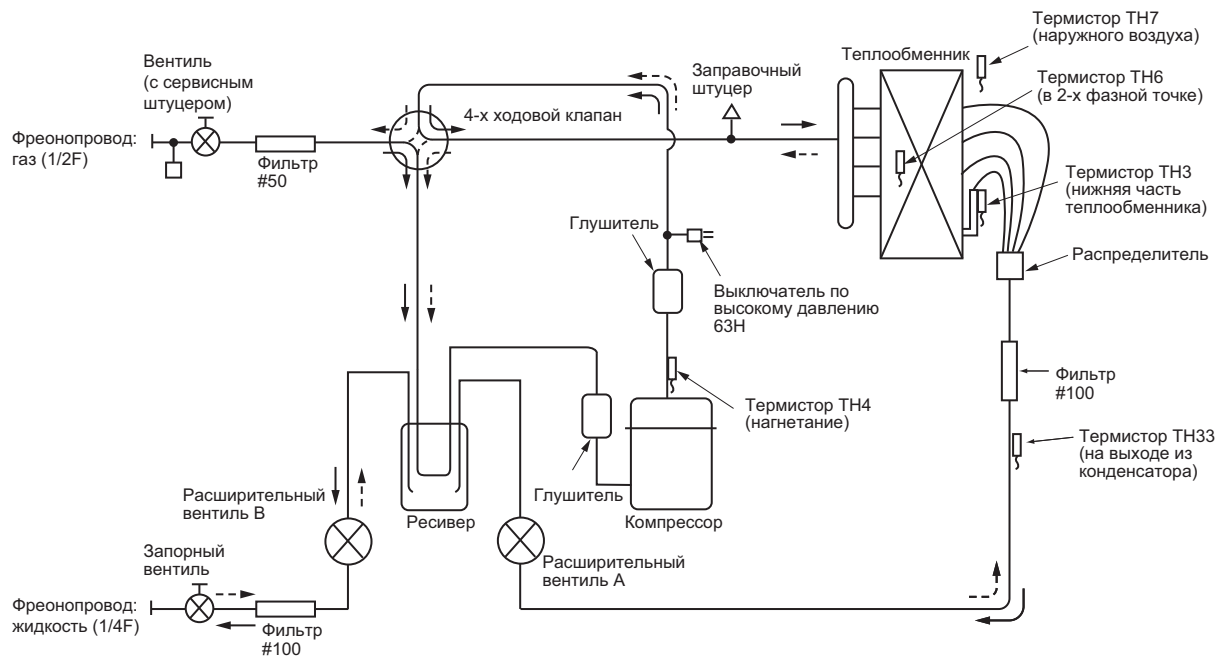 Термистор TH7
(наружного воздуха)
Теплообменник
Вентиль
(с сервисным
штуцером)
Заправочный
штуцер
Термистор TH6
(в 2-х фазной точке)
4-х ходовой клапан
Фреонопровод:
газ (1/2F)
Фильтр
#50
Термистор TH3
(нижняя часть
теплообменника)
Глушитель
Распределитель
Выключатель по
высокому давлению
63H
Фильтр
#100
Термистор TH4
(нагнетание)
Термистор TH33
(на выходе из
конденсатора)
Расширительный
вентиль B
Глушитель
Ресивер
Компрессор
Запорный
вентиль
Расширительный
вентиль A
Фреонопровод:
жидкость (1/4F)
Фильтр
#100